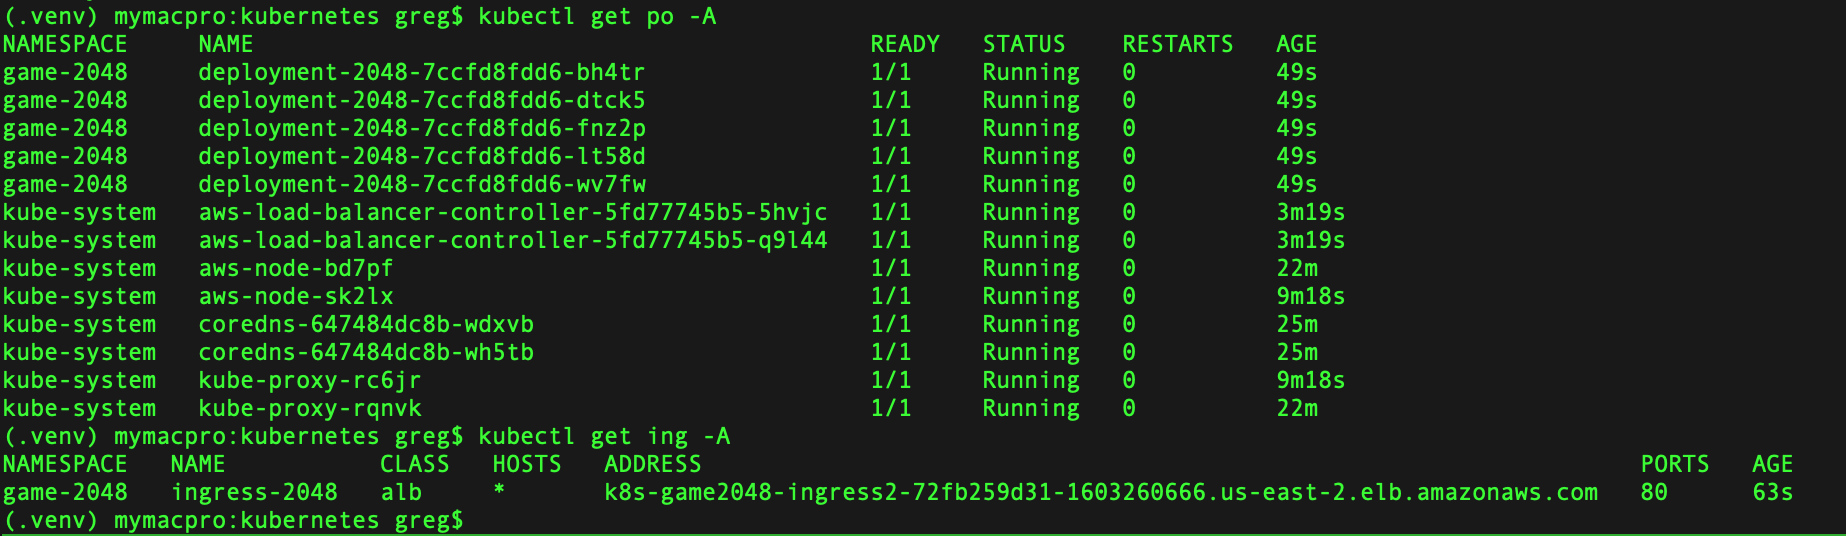 (.venv) mymacpro:kubernetes greg$ kubectl get po -A
NAMESPACE     NAME                                            READY   STATUS    RESTARTS   AGE
game-2048     deployment-2048-7ccfd8fdd6-bh4tr                1/1     Running   0          49s
game-2048     deployment-2048-7ccfd8fdd6-dtck5                1/1     Running   0          49s
game-2048     deployment-2048-7ccfd8fdd6-fnz2p                1/1     Running   0          49s
game-2048     deployment-2048-7ccfd8fdd6-lt58d                1/1     Running   0          49s
game-2048     deployment-2048-7ccfd8fdd6-wv7fw                1/1     Running   0          49s
kube-system   aws-load-balancer-controller-5fd77745b5-5hvjc   1/1     Running   0          3m19s
kube-system   aws-load-balancer-controller-5fd77745b5-q9l44   1/1     Running   0          3m19s
kube-system   aws-node-bd7pf                                  1/1     Running   0          22m
kube-system   aws-node-sk2lx                                  1/1     Running   0          9m18s
kube-system   coredns-647484dc8b-wdxvb                        1/1     Running   0          25m
kube-system   coredns-647484dc8b-wh5tb                        1/1     Running   0          25m
kube-system   kube-proxy-rc6jr                                1/1     Running   0          9m18s
kube-system   kube-proxy-rqnvk                                1/1     Running   0          22m
(.venv) mymacpro:kubernetes greg$ kubectl get ing -A
NAMESPACE   NAME           CLASS   HOSTS   ADDRESS                                                                   PORTS   AGE
game-2048   ingress-2048   alb     *       k8s-game2048-ingress2-72fb259d31-1603260666.us-east-2.elb.amazonaws.com   80      63s
(.venv) mymacpro:kubernetes greg$